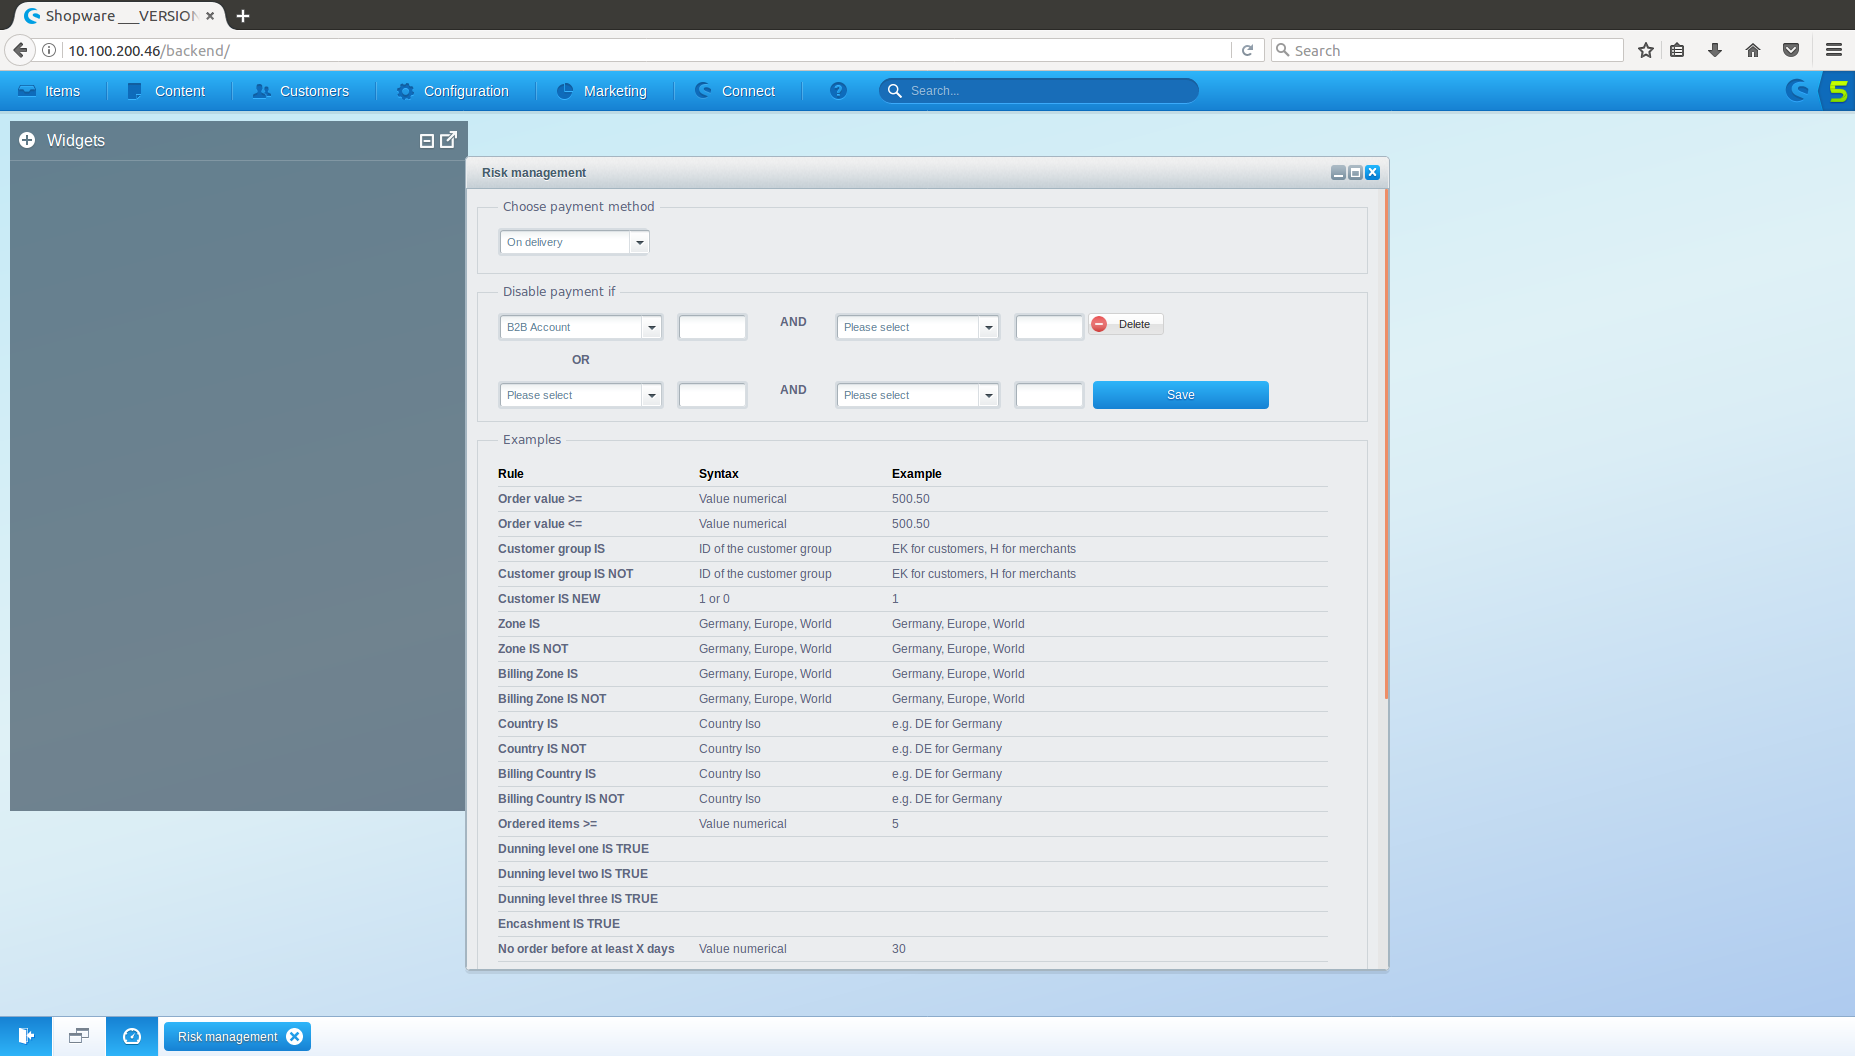 Shopware ___VERSION
10.100.200.46/backend/
Search
Items
Content
Customers
Configuration
Marketing
Connect
Search...
Widgets
Risk management
Choose payment method
On delivery
Disable payment if
B2B Account AND Please select Delete
OR
Please select AND Please select Save
Examples
Rule Syntax Example
Order value >= Value numerical 500.50
Order value <= Value numerical 500.50
Customer group IS ID of the customer group EK for customers, H for merchants
Customer group IS NOT ID of the customer group EK for customers, H for merchants
Customer IS NEW 1 or 0 1
Zone IS Germany, Europe, World Germany, Europe, World
Zone IS NOT Germany, Europe, World Germany, Europe, World
Billing Zone IS Germany, Europe, World Germany, Europe, World
Billing Zone IS NOT Germany, Europe, World Germany, Europe, World
Country IS Country Iso e.g. DE for Germany
Country IS NOT Country Iso e.g. DE for Germany
Billing Country IS Country Iso e.g. DE for Germany
Billing Country IS NOT Country Iso e.g. DE for Germany
Ordered items >= Value numerical 5
Dunning level one IS TRUE
Dunning level two IS TRUE
Dunning level three IS TRUE
Encashment IS TRUE
No order before at least X days Value numerical 30
Risk management